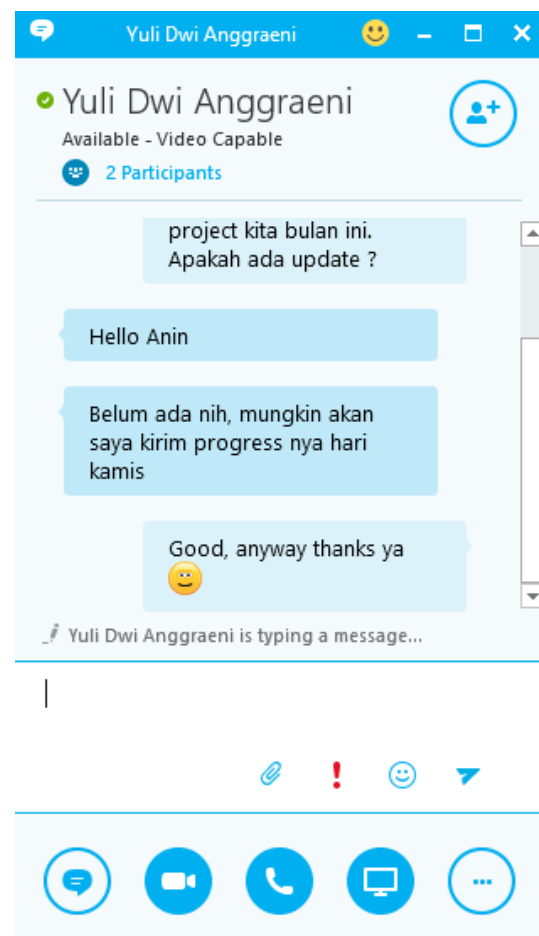 Yuli Dwi Anggraeni
Yuli Dwi Anggraeni
Available - Video Capable
2 Participants
project kita bulan ini.
Apakah ada update ?
Hello Anin
Belum ada nih, mungkin akan
saya kirim progress nya hari
kamis
Good, anyway thanks ya
Yuli Dwi Anggraeni is typing a message...